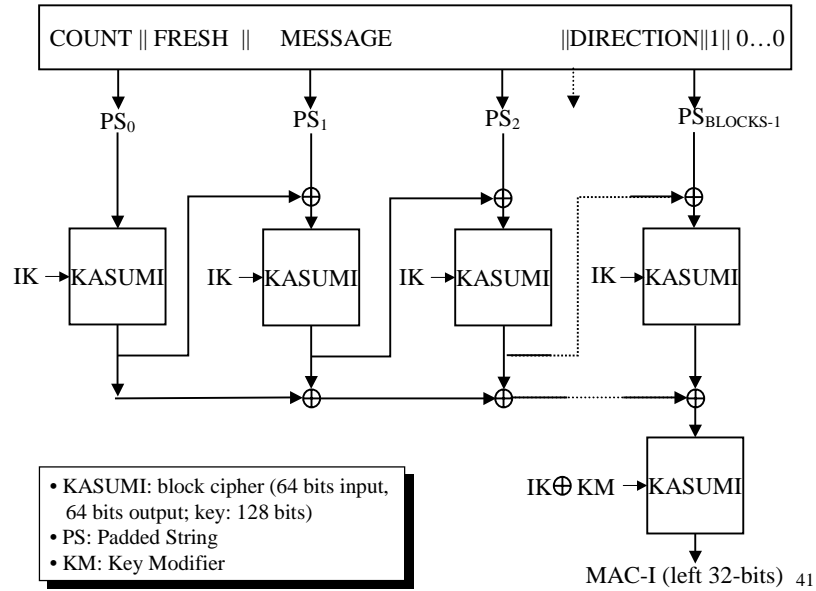 COUNT || FRESH || MESSAGE ||DIRECTION||1|| 0…0
PS0 PS1 PS2 PSBLOCKS-1
IK KASUMI IK KASUMI IK KASUMI IK KASUMI
• KASUMI: block cipher (64 bits input,
64 bits output; key: 128 bits)
• PS: Padded String
• KM: Key Modifier
IK⊕ KM KASUMI
MAC-I (left 32-bits) 41